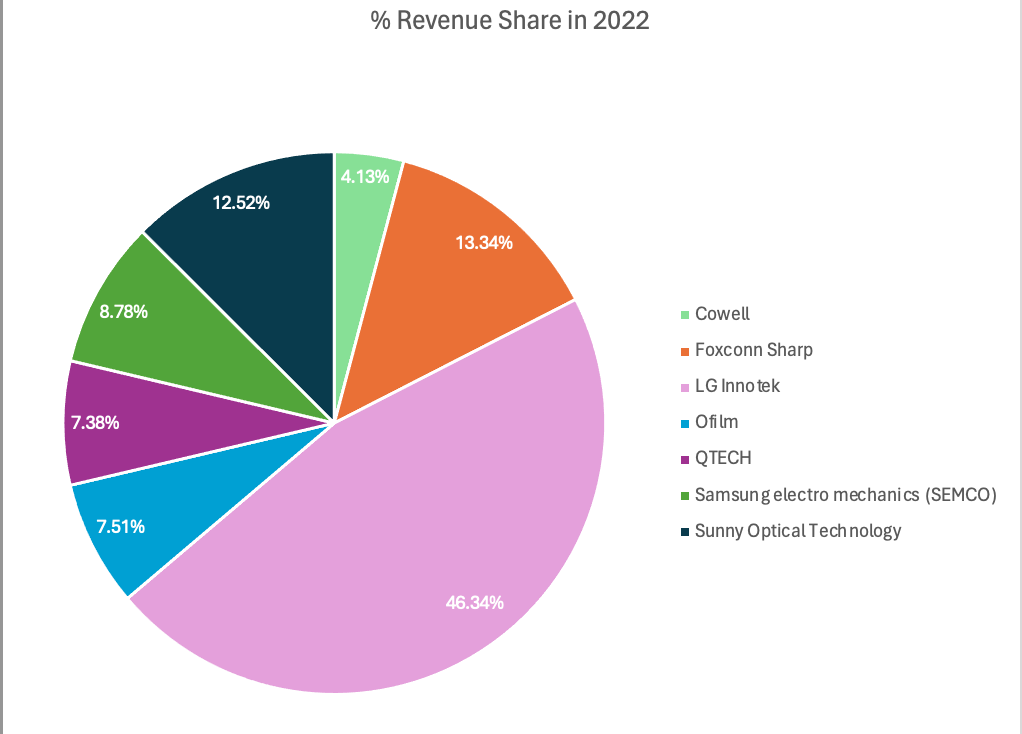 % Revenue Share in 2022
4.13%
13.34%
46.34%
7.51%
7.38%
8.78%
12.52%
Cowell
Foxconn Sharp
LG Innotek
Ofilm
QTECH
Samsung electro mechanics (SEMCO)
Sunny Optical Technology